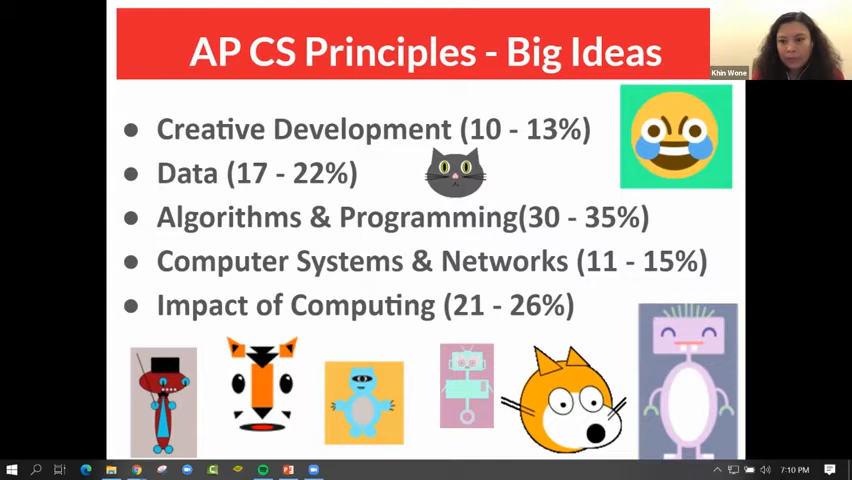 AP CS Principles - Big Ideas
Khin Wone
Creative Development (10 - 13%)
Data (17 - 22%)
Algorithms & Programming(30 - 35%)
Computer Systems & Networks (11 - 15%)
Impact of Computing (21 - 26%)
7:10 PM